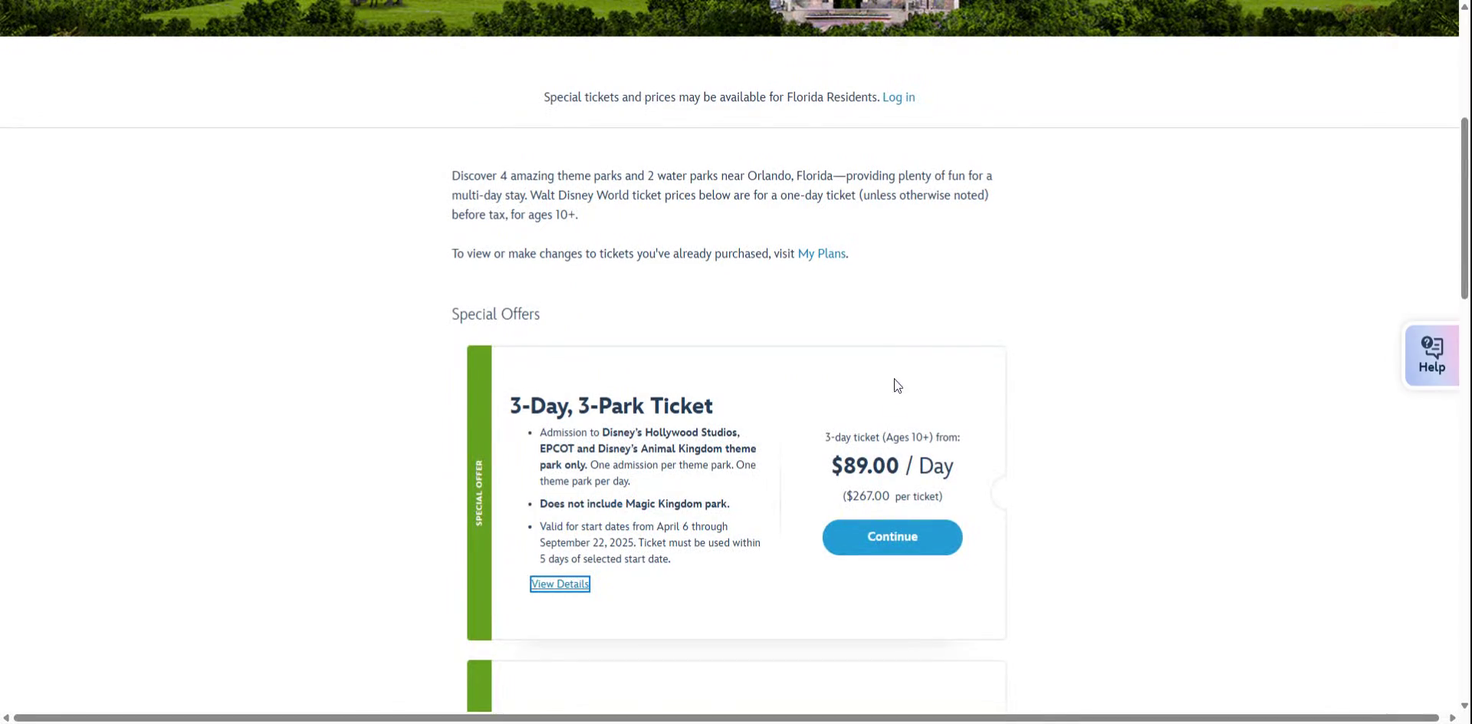 Special tickets and prices may be available for Florida Residents. Log in
Discover 4 amazing theme parks and 2 water parks near Orlando, Florida—providing plenty of fun for a
multi-day stay. Walt Disney World ticket prices below are for a one-day ticket (unless otherwise noted)
before tax, for ages 10+.
To view or make changes to tickets you've already purchased, visit My Plans.
Special Offers
SPECIAL OFFER
3-Day, 3-Park Ticket
• Admission to Disney's Hollywood Studios,
EPCOT and Disney's Animal Kingdom theme
park only. One admission per theme park. One
theme park per day.
• Does not include Magic Kingdom park.
• Valid for start dates from April 6 through
September 22, 2025. Ticket must be used within
5 days of selected start date.
View Details
3-day ticket (Ages 10+) from:
$89.00 / Day
($267.00 per ticket)
Continue
Help